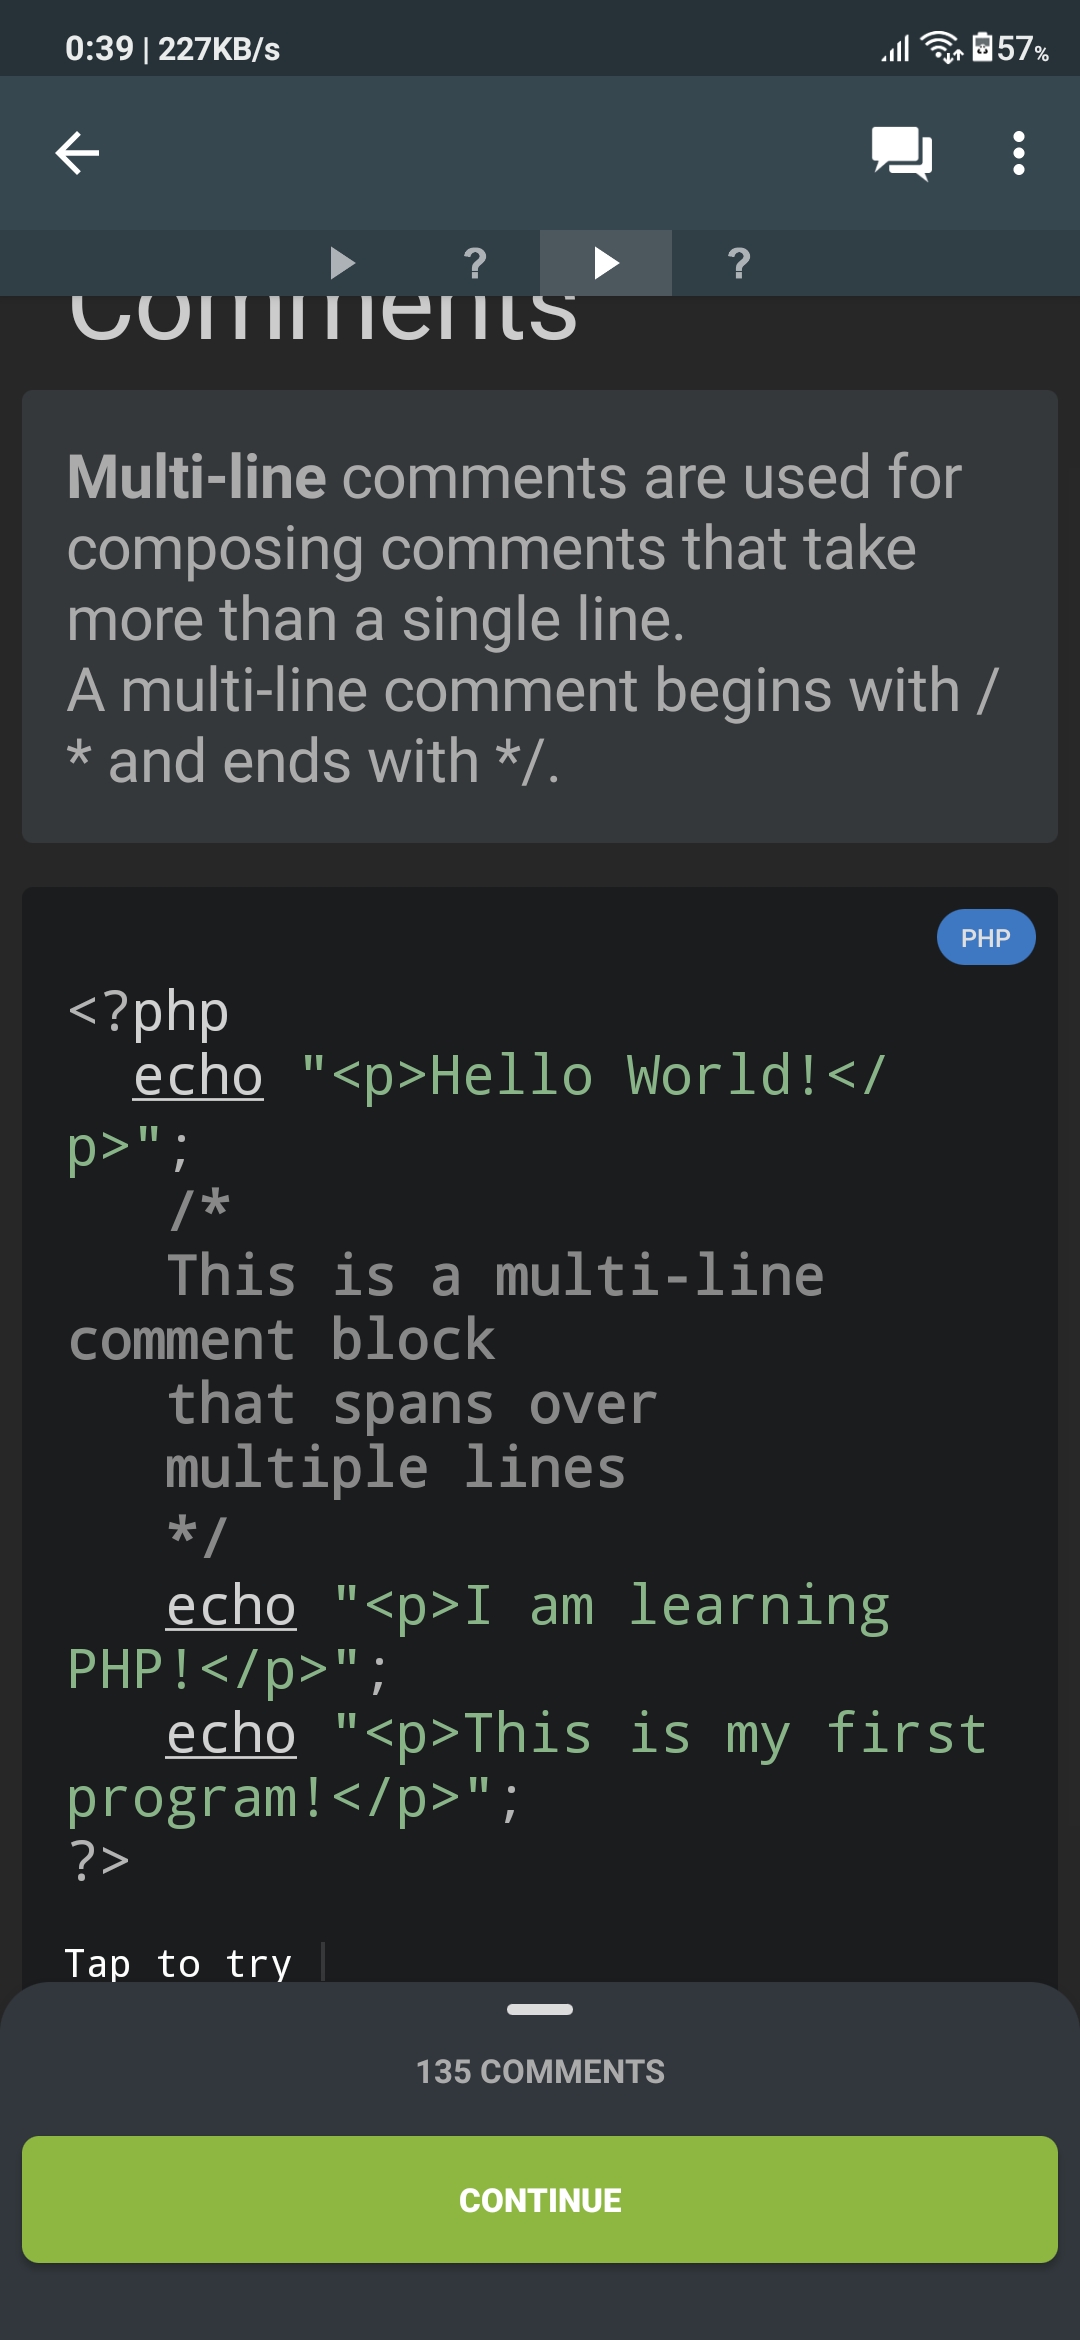 0:39 | 227KB/s
57%
?
?
Comments
Multi-line comments are used for
composing comments that take
more than a single line.
A multi-line comment begins with /
* and ends with */.
PHP
<?php
echo "<p>Hello World!</
p>";
/*
This is a multi-line
comment block
that spans over
multiple lines
*/
echo "<p>I am learning
PHP!</p>";
echo "<p>This is my first
program!</p>";
?>
Tap to try
135 COMMENTS
CONTINUE